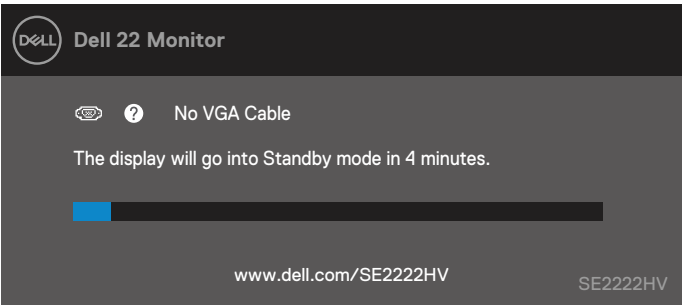 DELL Dell 22 Monitor
? No VGA Cable
The display will go into Standby mode in 4 minutes.
www.dell.com/SE2222HV
SE2222HV